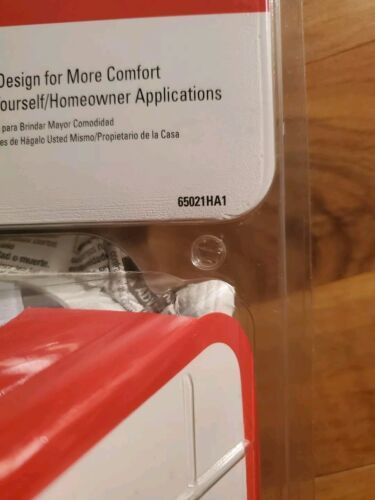 Design for More Comfort
ourself/Homeowner Applications
para Brindar Mayor Comodidad
es de Hágalo Usted Mismo/Propietario de la Casa
65021HA1
o muerte.